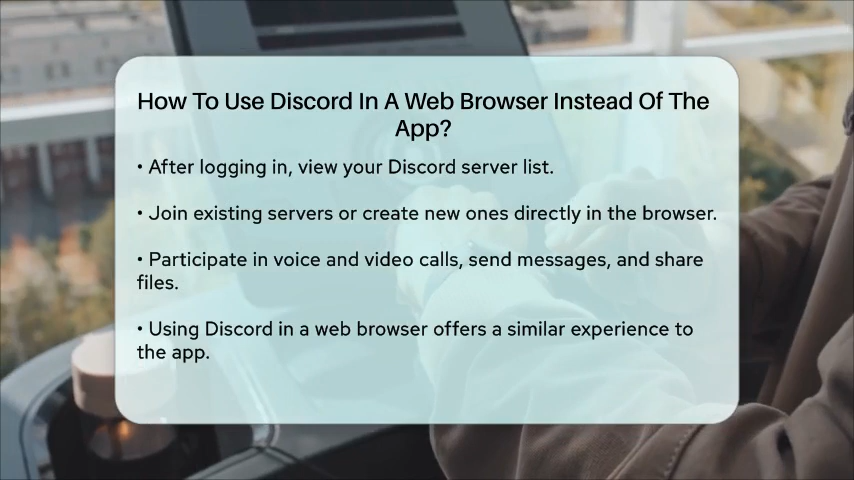 How To Use Discord In A Web Browser Instead Of The
App?
• After logging in, view your Discord server list.
• Join existing servers or create new ones directly in the browser.
• Participate in voice and video calls, send messages, and share
files.
• Using Discord in a web browser offers a similar experience to
the app.